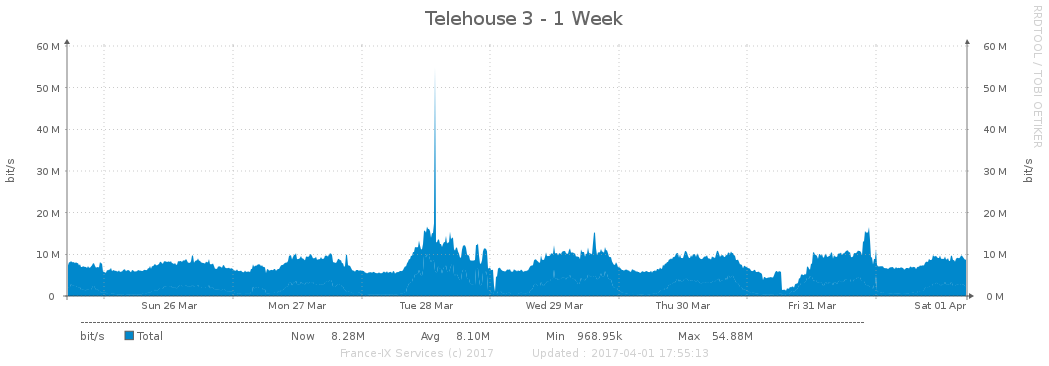 Telehouse 3 - 1 Week
RRDTOOL / TOBI OETIKER
bit/s
60 M
50 M
40 M
30 M
20 M
10 M
0
60 M
50 M
40 M
30 M
20 M
10 M
0 M
bit/s
Sun 26 Mar Mon 27 Mar Tue 28 Mar Wed 29 Mar Thu 30 Mar Fri 31 Mar Sat 01 Apr
bit/s Total Now 8.28M Avg 8.10M Min 968.95k Max 54.88M
France-IX Services (c) 2017 Updated : 2017-04-01 17:55:13